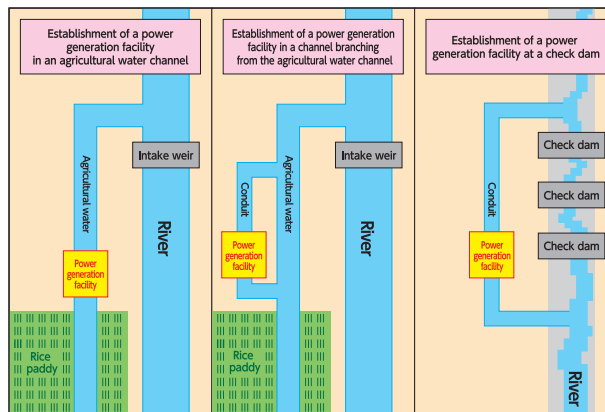 Establishment of a power
generation facility
in an agricultural water channel
Intake weir
Agricultural water
River
Power
generation
facility
Rice
paddy
Establishment of a power generation
facility in a channel branching
from the agricultural water channel
Intake weir
Agricultural water
Conduit
River
Power
generation
facility
Rice
paddy
Establishment of a power
generation facility at a check dam
Check dam
Check dam
Check dam
Conduit
Power
generation
facility
River